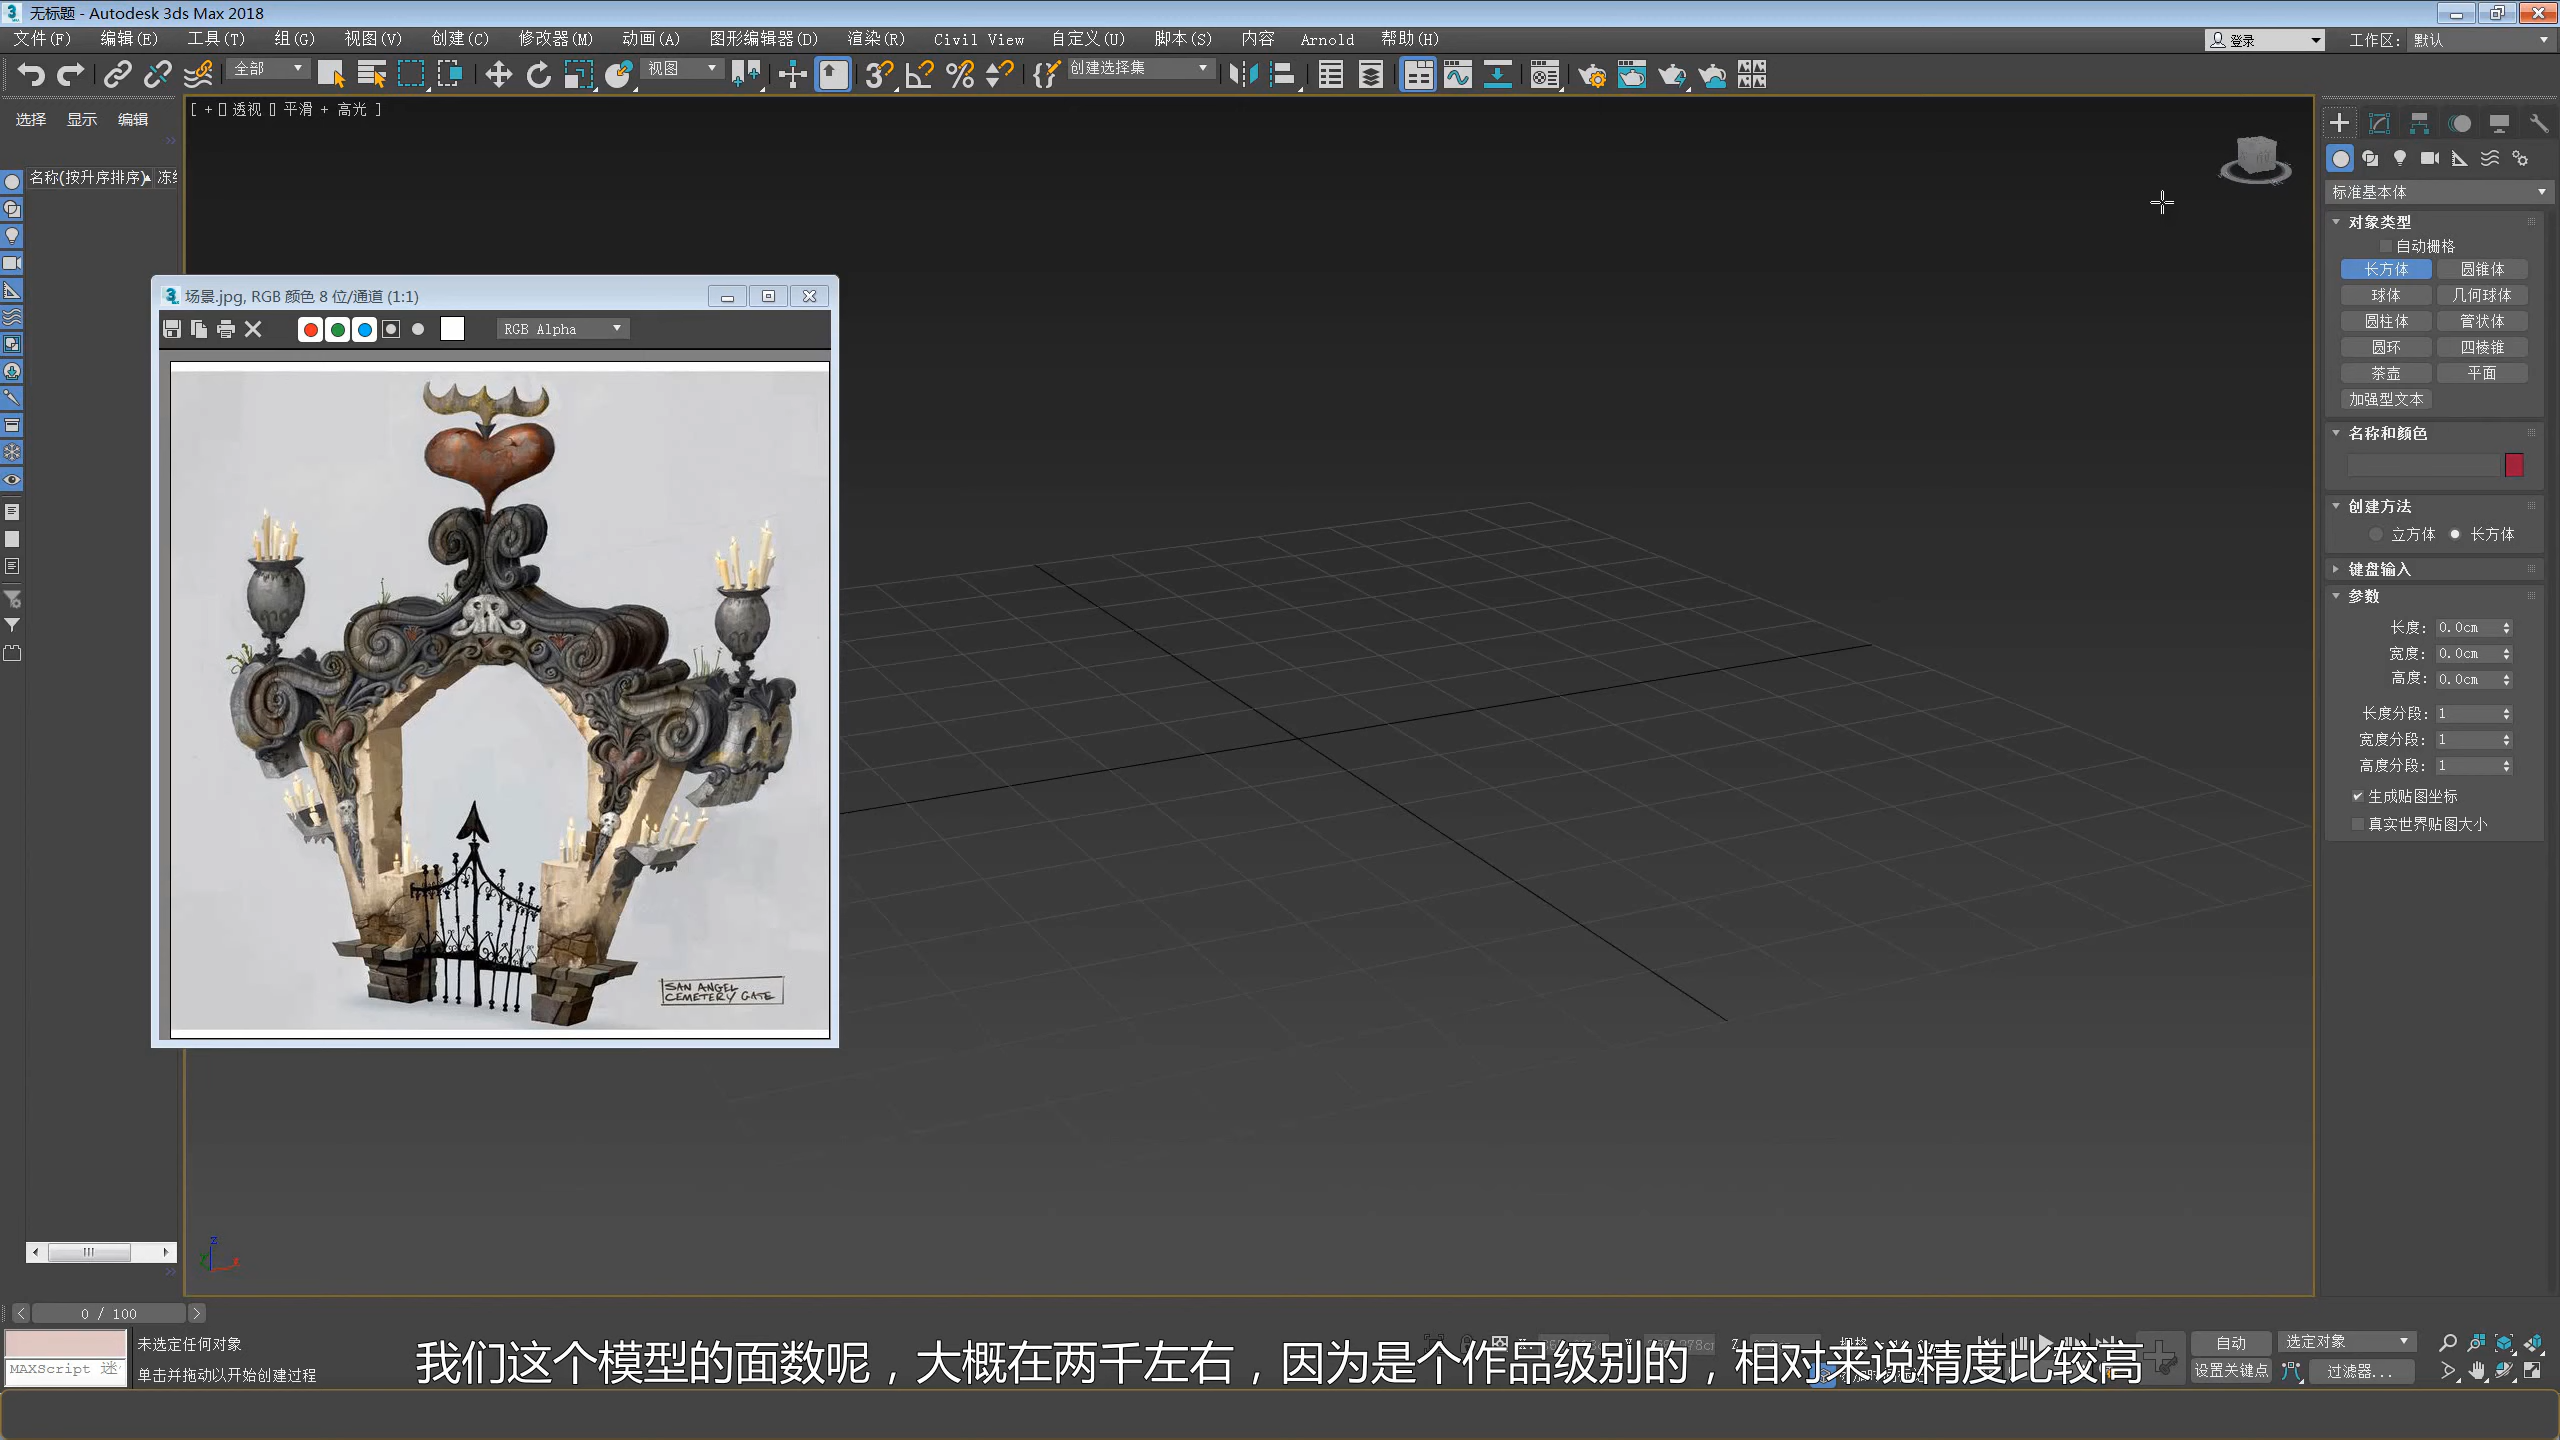 无标题 - Autodesk 3ds Max 2018
文件(F) 编辑(E) 工具(T) 组(G) 视图(V) 创建(C) 修改器(M) 动画(A) 图形编辑器(D) 渲染(R) Civil View 自定义(U) 脚本(S) 内容 Arnold 帮助(H) 登录 工作区: 默认
全部 视图 创建选择集
选择 显示 编辑
[ + ▯ 透视 ▯ 平滑 + 高光 ]
名称(按升序排序)
标准基本体
对象类型
自动栅格
长方体 圆锥体
球体 几何球体
圆柱体 管状体
圆环 四棱锥
茶壶 平面
加强型文本
名称和颜色
创建方法
立方体 长方体
键盘输入
参数
长度: 0.0cm
宽度: 0.0cm
高度: 0.0cm
长度分段: 1
宽度分段: 1
高度分段: 1
生成贴图坐标
真实世界贴图大小
场景.jpg, RGB 颜色 8 位/通道 (1:1)
RGB Alpha
SAN ANGEL
CEMETERY GATE
0 / 100
未选定任何对象
MAXScript 迷
单击并拖动以开始创建过程
我们这个模型的面数呢，大概在两千左右，因为是个作品级别的，相对来说精度比较高
自动 选定对象
设置关键点 过滤器...